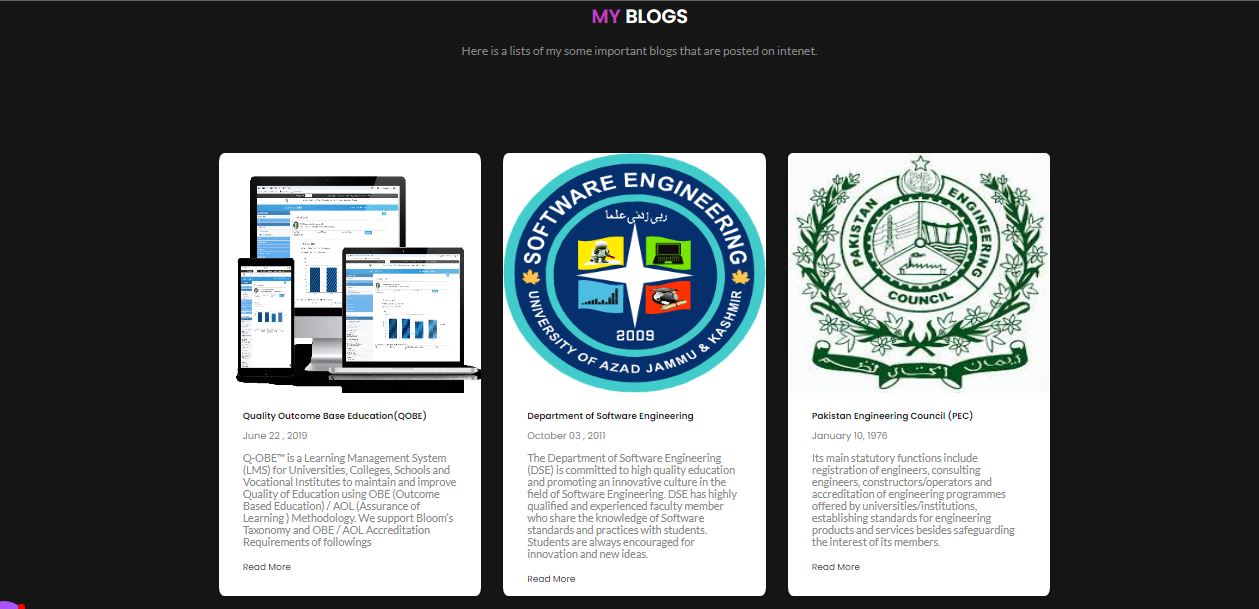 MY BLOGS
Here is a lists of my some important blogs that are posted on intenet.
SOFTWARE ENGINEERING
ربی زدنی علما
2009
UNIVERSITY OF AZAD JAMMU & KASHMIR
PAKISTAN ENGINEERING
COUNCIL
ایمان اتحاد نظم
Quality Outcome Base Education(QOBE)
June 22 , 2019
Q-OBE™ is a Learning Management System
(LMS) for Universities, Colleges, Schools and
Vocational Institutes to maintain and improve
Quality of Education using OBE (Outcome
Based Education) / AOL (Assurance of
Learning ) Methodology. We support Bloom's
Taxonomy and OBE / AOL Accreditation
Requirements of followings
Read More
Department of Software Engineering
October 03 , 2011
The Department of Software Engineering
(DSE) is committed to high quality education
and promoting an innovative culture in the
field of Software Engineering. DSE has highly
qualified and experienced faculty member
who share the knowledge of Software
standards and practices with students.
Students are always encouraged for
innovation and new ideas.
Read More
Pakistan Engineering Council (PEC)
January 10, 1976
Its main statutory functions include
registration of engineers, consulting
engineers, constructors/operators and
accreditation of engineering programmes
offered by universities/institutions,
establishing standards for engineering
products and services besides safeguarding
the interest of its members.
Read More